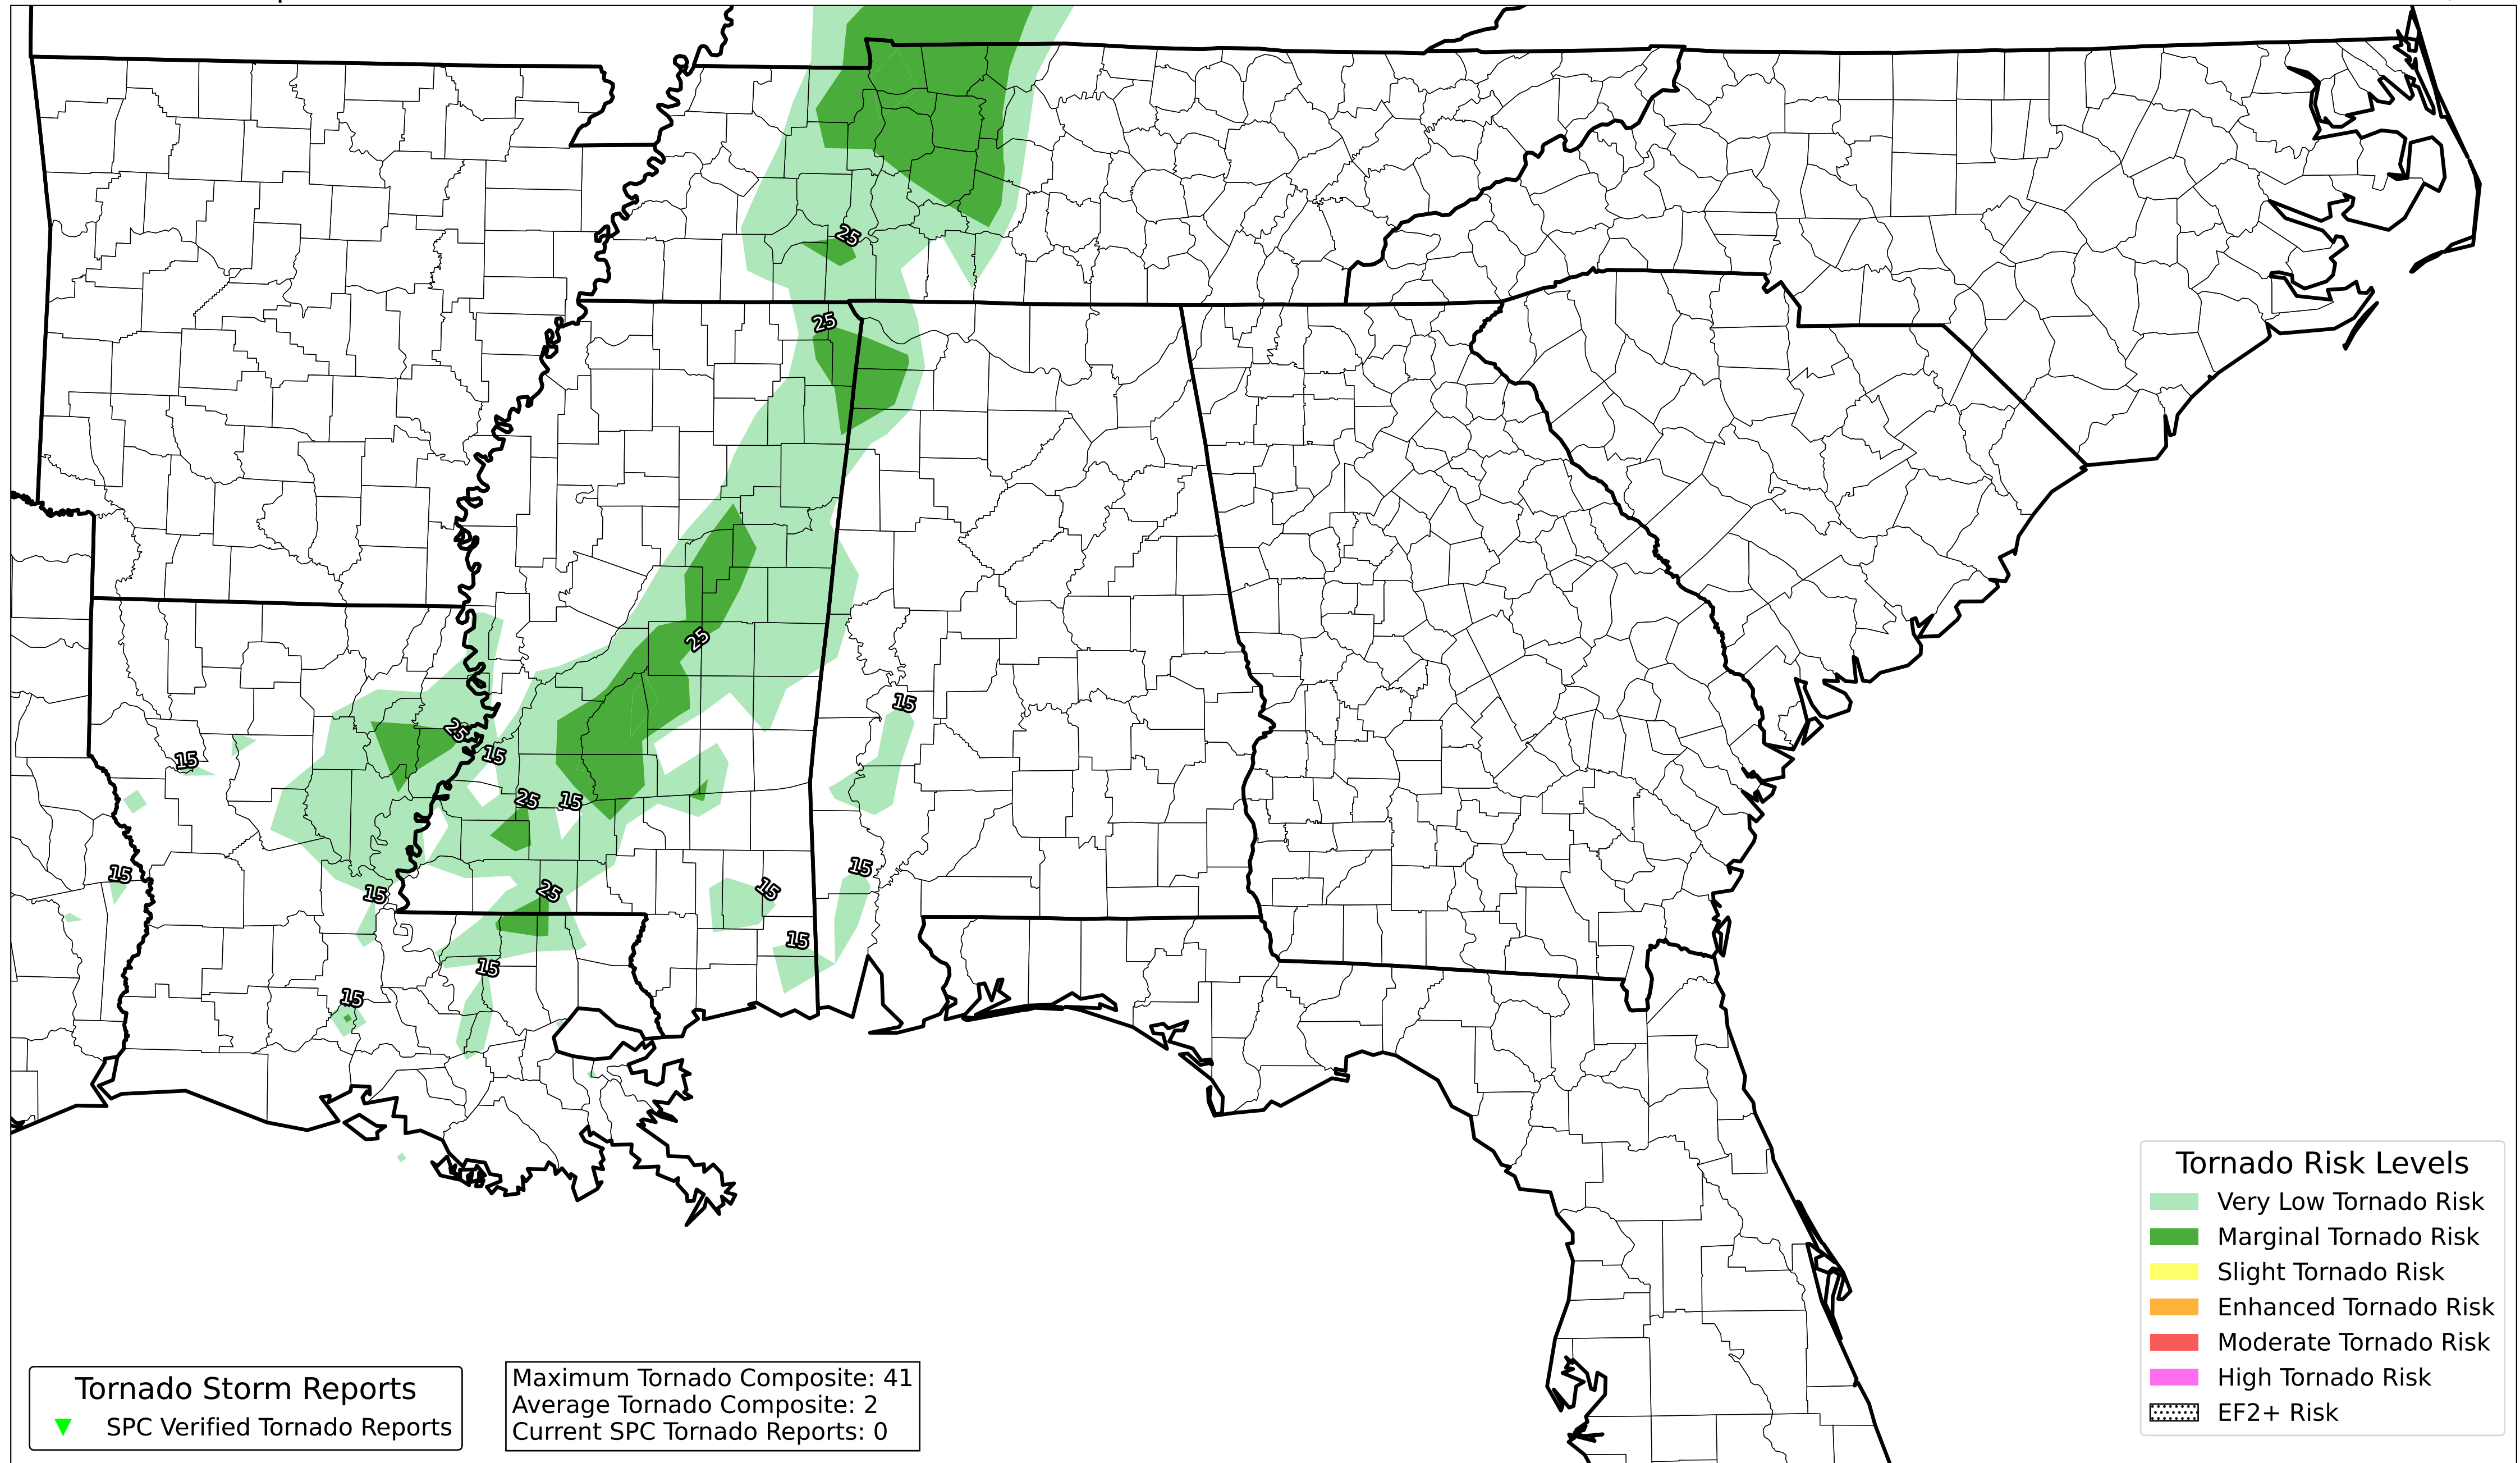 25
25
25
15
25
15
15
25
15
15
15
15
25
15
15
15
15
Tornado Risk Levels
Very Low Tornado Risk
Marginal Tornado Risk
Slight Tornado Risk
Enhanced Tornado Risk
Moderate Tornado Risk
High Tornado Risk
EF2+ Risk
Tornado Storm Reports
SPC Verified Tornado Reports
Maximum Tornado Composite: 41
Average Tornado Composite: 2
Current SPC Tornado Reports: 0